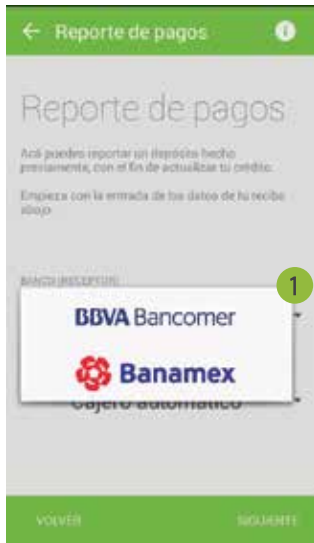 Reporte de pagos
Reporte de pagos
Acá puedes reportar un depósito hecho
previamente, con el fin de actualizar tu crédito.
Empieza con la entrada de los datos de tu recibo
abajo
BANCO (RECEPTOR)
1
BBVA Bancomer
Banamex
Cajero automático
VOLVER
SIGUIENTE